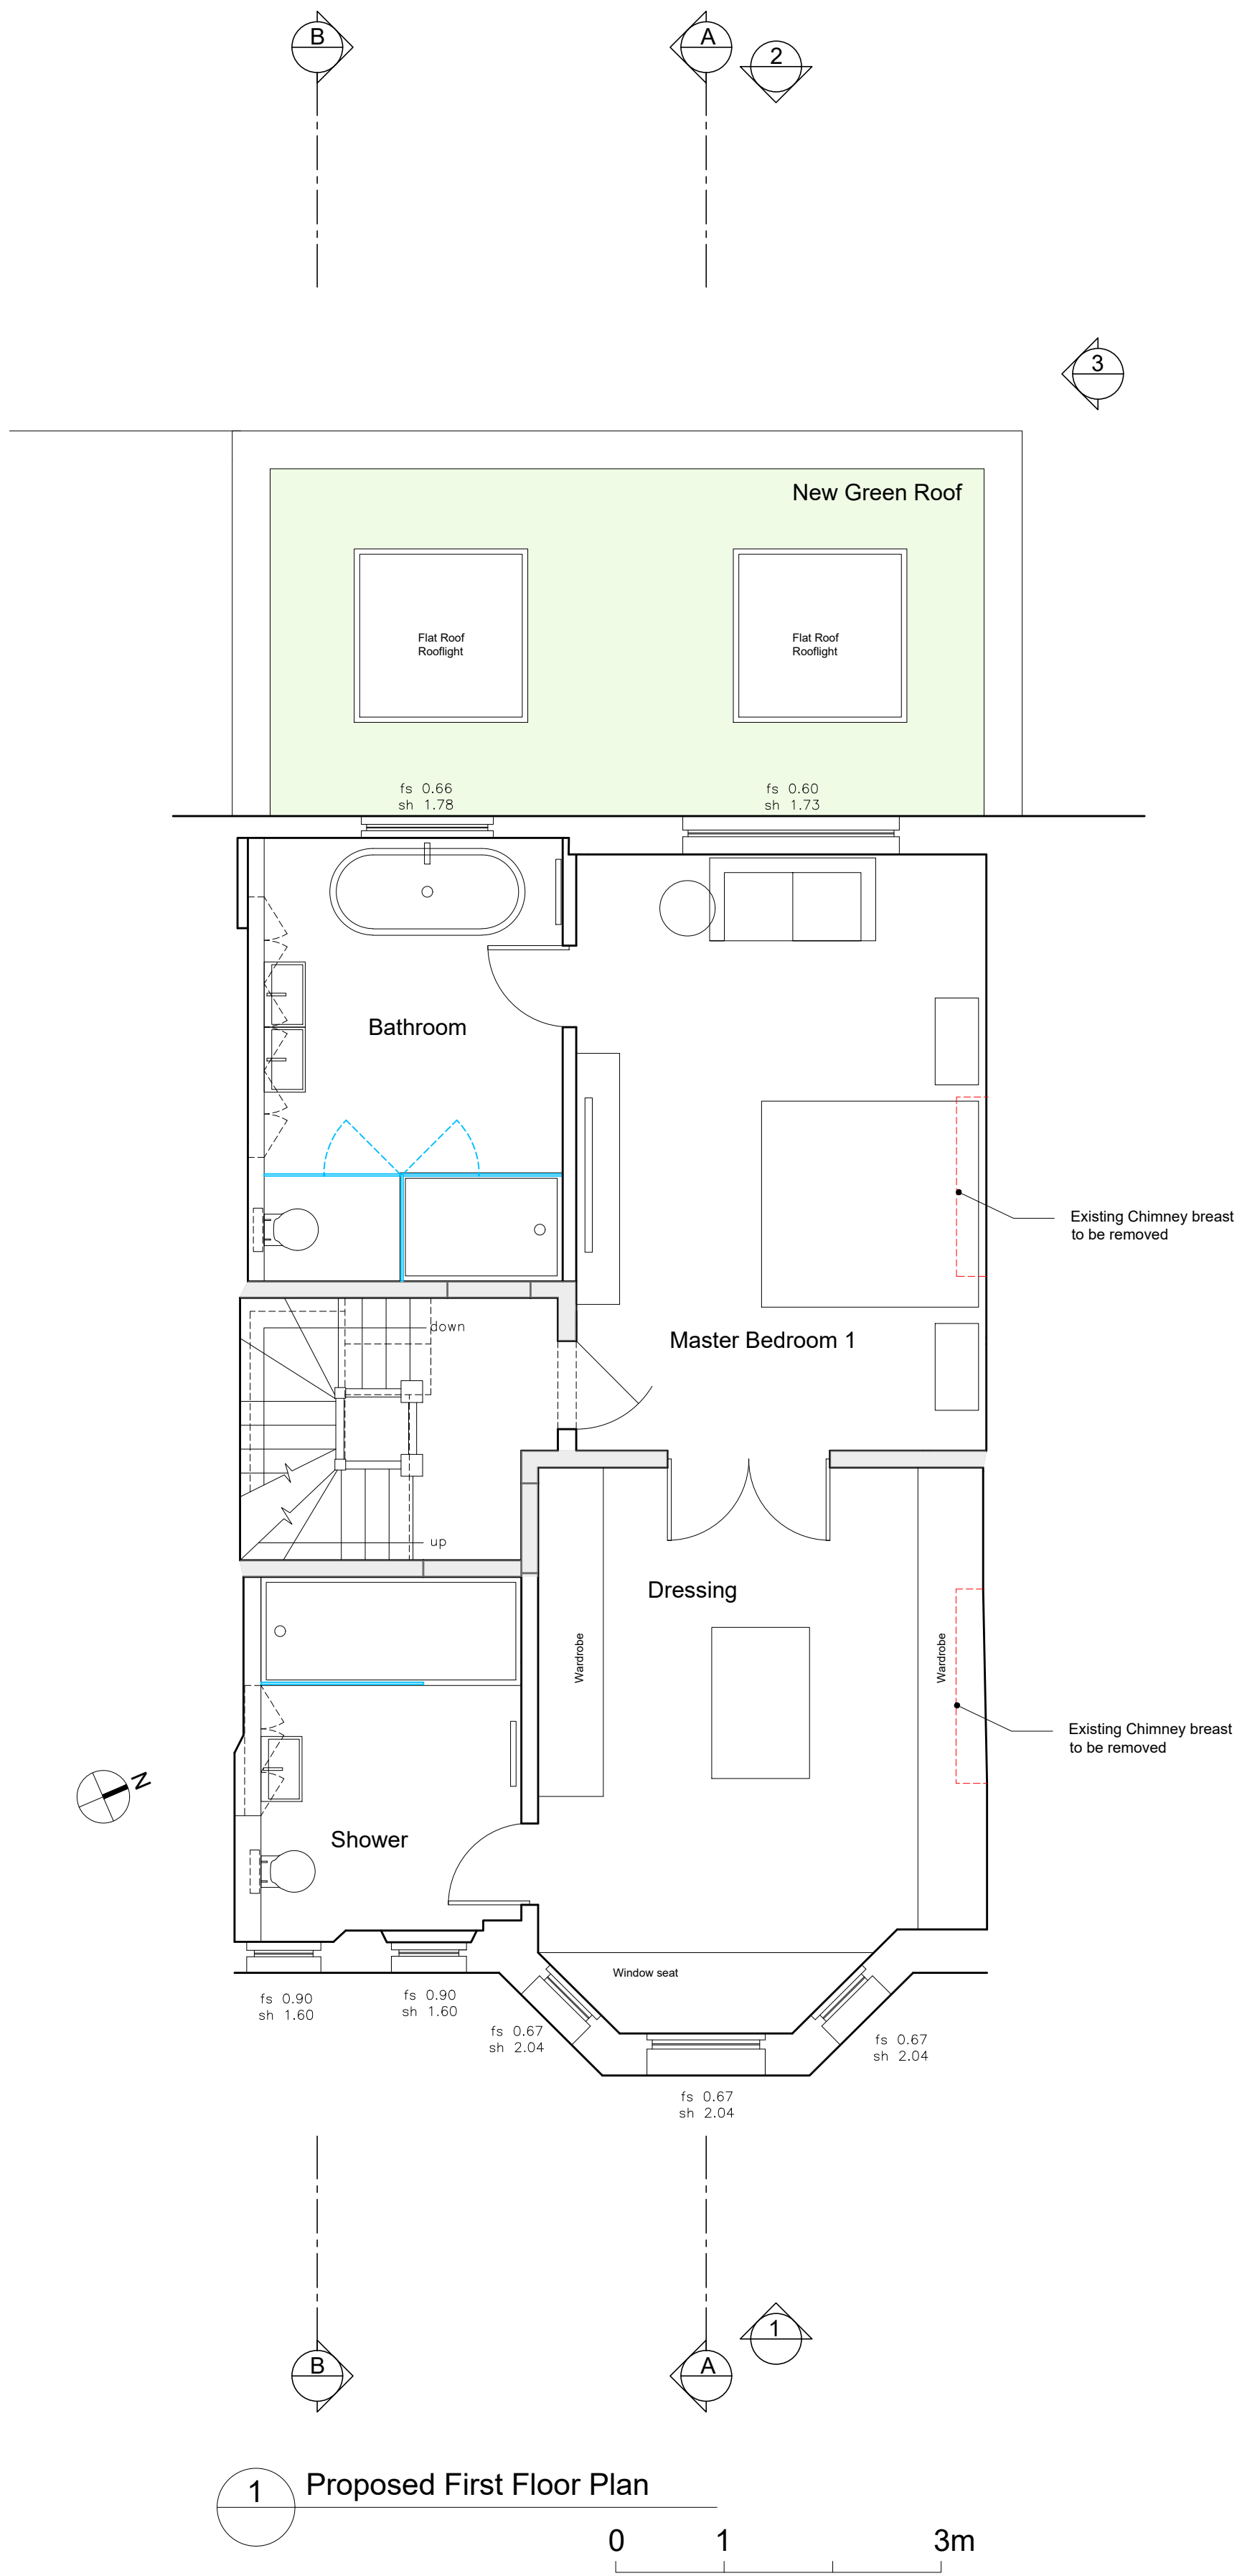 B
A
2
3
New Green Roof
Flat Roof
Rooflight
Flat Roof
Rooflight
fs 0.66
sh 1.78
fs 0.60
sh 1.73
Bathroom
Existing Chimney breast
to be removed
down
Master Bedroom 1
up
Dressing
Wardrobe
Wardrobe
Existing Chimney breast
to be removed
N
Shower
Window seat
fs 0.90
sh 1.60
fs 0.90
sh 1.60
fs 0.67
sh 2.04
fs 0.67
sh 2.04
fs 0.67
sh 2.04
1
B
A
1
Proposed First Floor Plan
0 1 3m